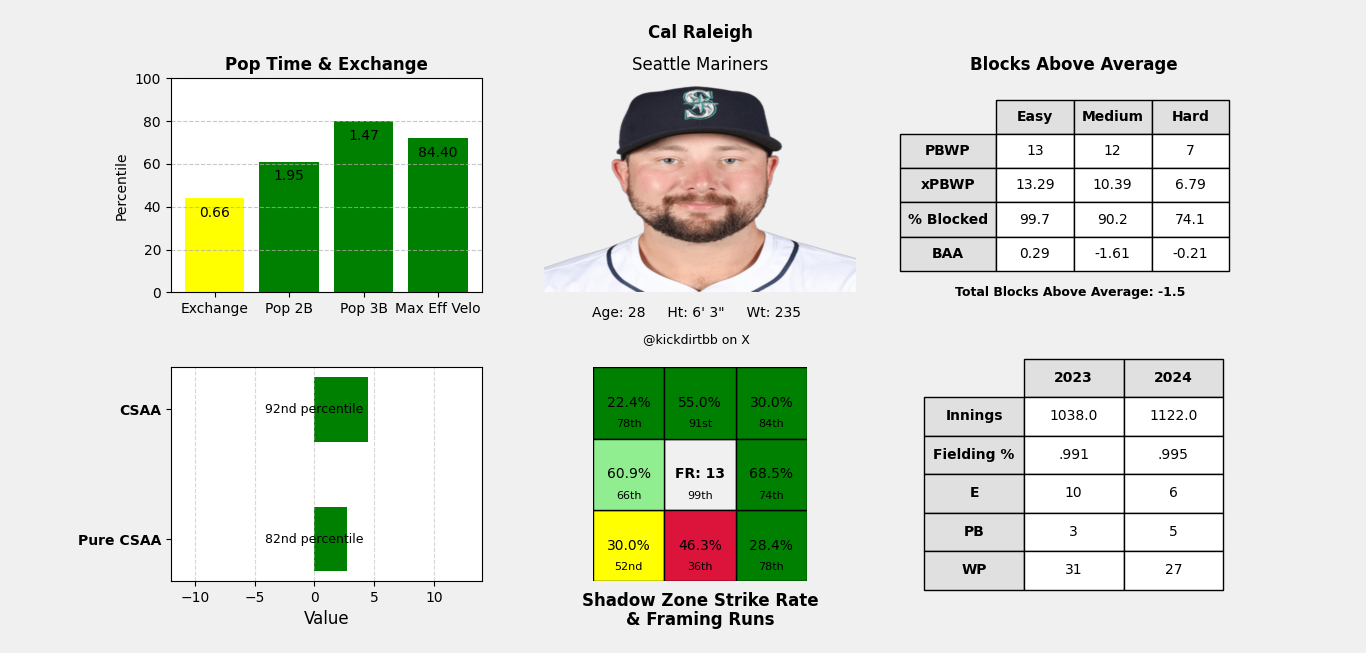 Cal Raleigh
Seattle Mariners
Pop Time & Exchange
100
80
60
40
20
0
Percentile
0.66
1.95
1.47
84.40
Exchange Pop 2B Pop 3B Max Eff Velo
S
Age: 28 Ht: 6' 3" Wt: 235
@kickdirtbb on X
Blocks Above Average
Easy Medium Hard
PBWP 13 12 7
xPBWP 13.29 10.39 6.79
% Blocked 99.7 90.2 74.1
BAA 0.29 -1.61 -0.21
Total Blocks Above Average: -1.5
CSAA 92nd percentile
Pure CSAA 82nd percentile
−10 −5 0 5 10
Value
22.4% 55.0% 30.0%
78th 91st 84th
60.9% FR: 13 68.5%
66th 99th 74th
30.0% 46.3% 28.4%
52nd 36th 78th
Shadow Zone Strike Rate
& Framing Runs
2023 2024
Innings 1038.0 1122.0
Fielding % .991 .995
E 10 6
PB 3 5
WP 31 27